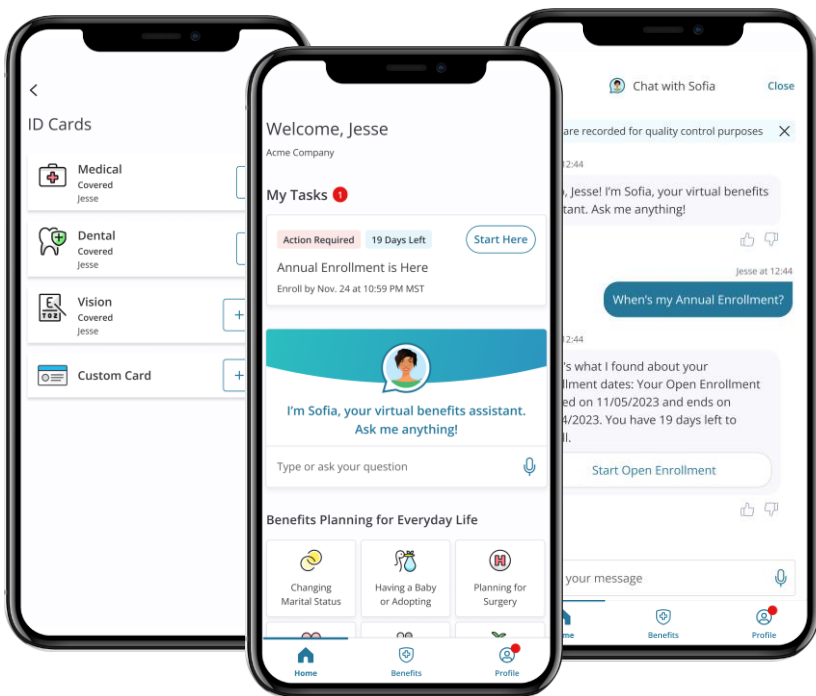 ID Cards
Medical
Covered
Jesse
Dental
Covered
Jesse
Vision
Covered
Jesse
+
E
TOZ
Custom Card
+
Welcome, Jesse
Acme Company
My Tasks 1
Action Required
19 Days Left
Start Here
Annual Enrollment is Here
Enroll by Nov. 24 at 10:59 PM MST
I'm Sofia, your virtual benefits assistant.
Ask me anything!
Type or ask your question
Benefits Planning for Everyday Life
Changing
Marital Status
Having a Baby
or Adopting
H
Planning for
Surgery
Home
Benefits
Profile
Chat with Sofia
Close
are recorded for quality control purposes
12:44
, Jesse! I'm Sofia, your virtual benefits
tant. Ask me anything!
Jesse at 12:44
When's my Annual Enrollment?
12:44
's what I found about your
llment dates: Your Open Enrollment
ed on 11/05/2023 and ends on
4/2023. You have 19 days left to
ll.
Start Open Enrollment
your message
me
Benefits
Profile